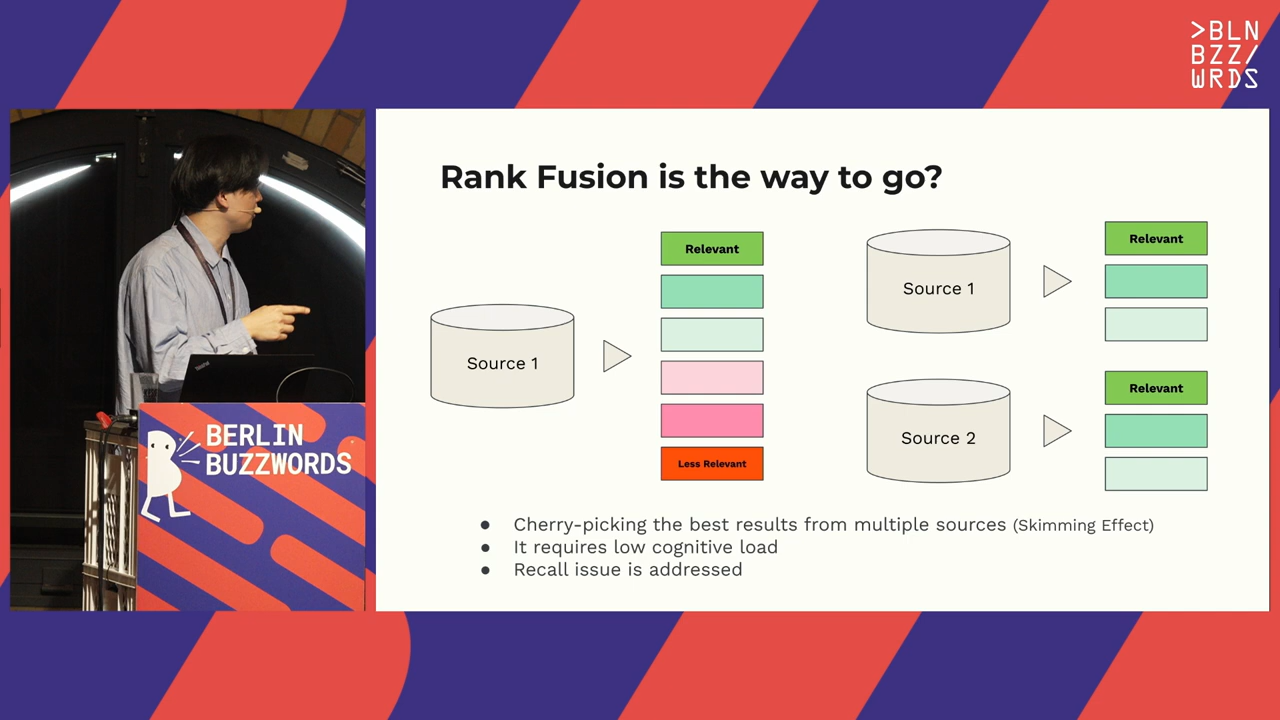 >BLN
BZZ/
WRDS
Rank Fusion is the way to go?
Source 1
Relevant
Less Relevant
Source 1
Relevant
Source 2
Relevant
● Cherry-picking the best results from multiple sources (Skimming Effect)
● It requires low cognitive load
● Recall issue is addressed
ThinkPad
BERLIN
BUZZWORDS